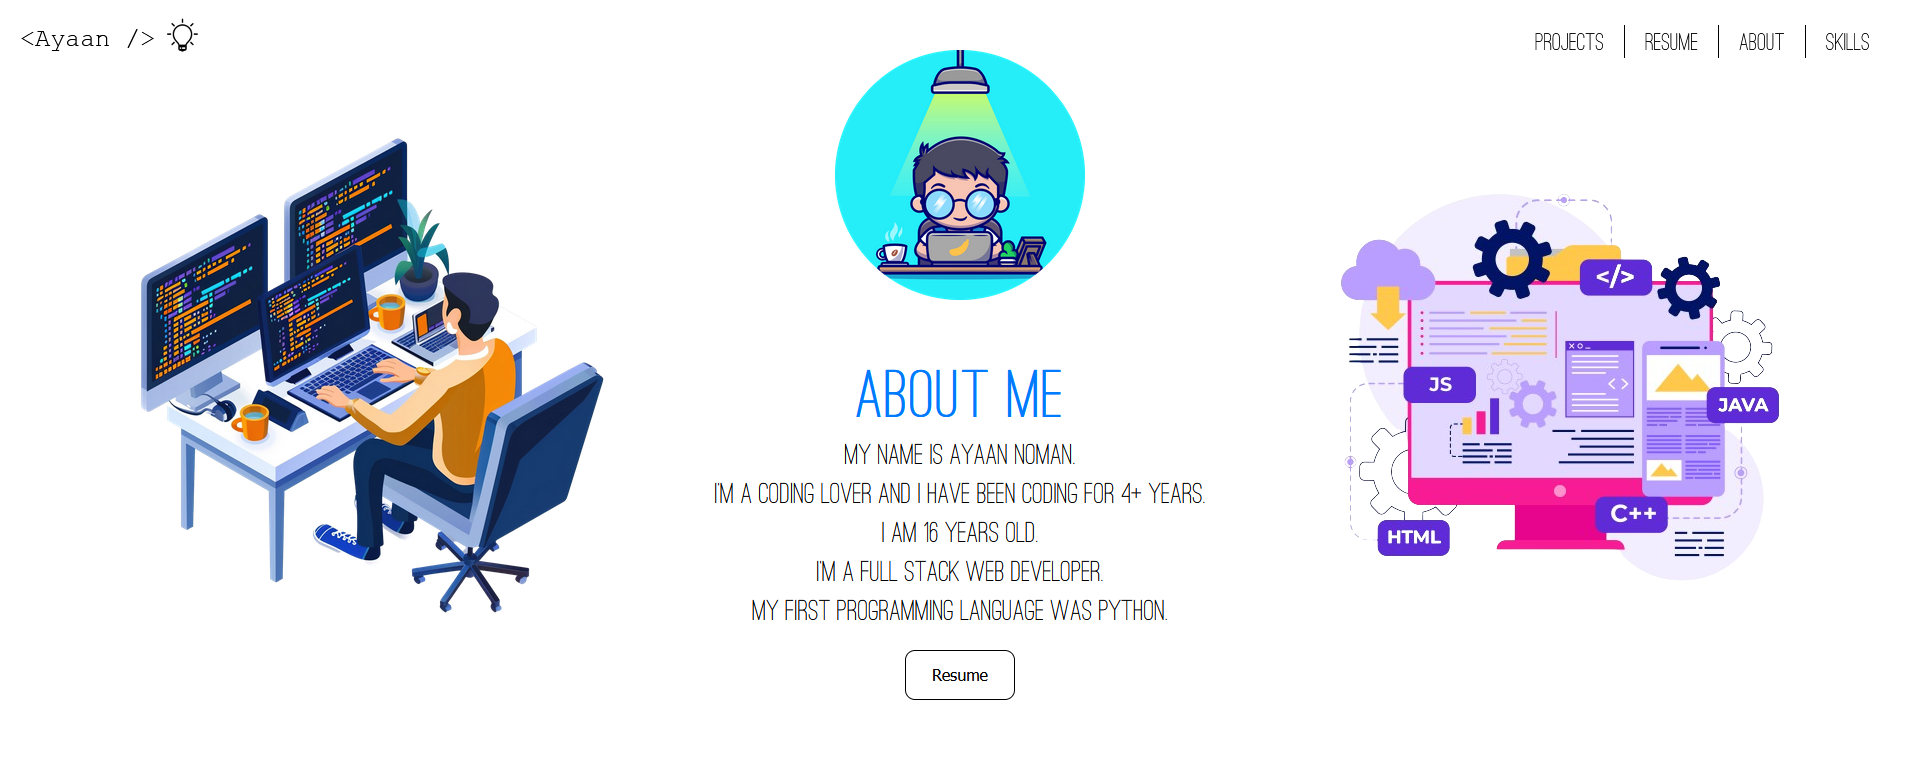 <Ayaan />
PROJECTS
RESUME
ABOUT
SKILLS
ABOUT ME
MY NAME IS AYAAN NOMAN.
I'M A CODING LOVER AND I HAVE BEEN CODING FOR 4+ YEARS.
I AM 16 YEARS OLD.
I'M A FULL STACK WEB DEVELOPER.
MY FIRST PROGRAMMING LANGUAGE WAS PYTHON.
Resume
</>
JS
JAVA
C++
HTML